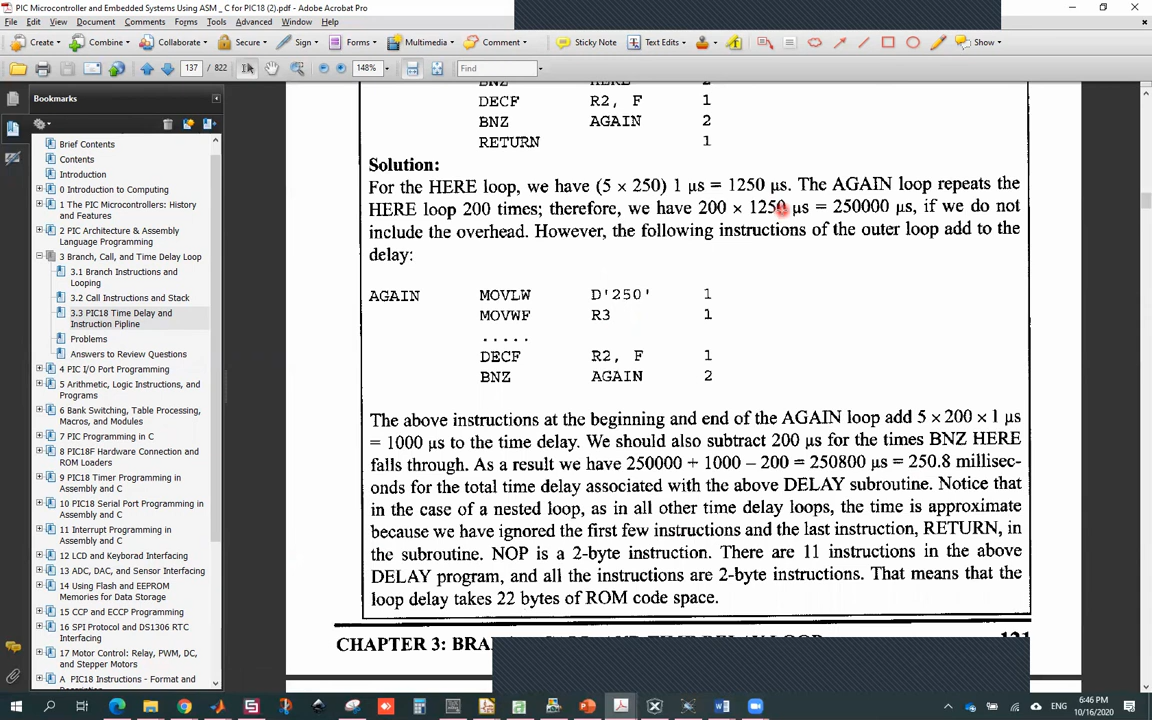 PIC Microcontroller and Embedded Systems Using ASM _ C for PIC18 (2).pdf - Adobe Acrobat Pro
File Edit View Document Comments Forms Tools Advanced Window Help
Create Combine Collaborate Secure Sign Forms Multimedia Comment Sticky Note Text Edits Show
137 / 822 148% Find
Bookmarks
Brief Contents
Contents
Introduction
0 Introduction to Computing
1 The PIC Microcontrollers: History
and Features
2 PIC Architecture & Assembly
Language Programming
3 Branch, Call, and Time Delay Loop
3.1 Branch Instructions and
Looping
3.2 Call Instructions and Stack
3.3 PIC18 Time Delay and
Instruction Pipline
Problems
Answers to Review Questions
4 PIC I/O Port Programming
5 Arithmetic, Logic Instructions, and
Programs
6 Bank Switching, Table Processing,
Macros, and Modules
7 PIC Programming in C
8 PIC18F Hardware Connection and
ROM Loaders
9 PIC18 Timer Programming in
Assembly and C
10 PIC18 Serial Port Programming in
Assembly and C
11 Interrupt Programming in
Assembly and C
12 LCD and Keyborad Interfacing
13 ADC, DAC, and Sensor Interfacing
14 Using Flash and EEPROM
Memories for Data Storage
15 CCP and ECCP Programming
16 SPI Protocol and DS1306 RTC
Interfacing
17 Motor Control: Relay, PWM, DC,
and Stepper Motors
A PIC18 Instructions - Format and
BNZ HERE 2
DECF R2, F 1
BNZ AGAIN 2
RETURN 1
Solution:
For the HERE loop, we have (5 × 250) 1 µs = 1250 µs. The AGAIN loop repeats the
HERE loop 200 times; therefore, we have 200 × 1250 µs = 250000 µs, if we do not
include the overhead. However, the following instructions of the outer loop add to the
delay:
AGAIN MOVLW D'250' 1
MOVWF R3 1
.....
DECF R2, F 1
BNZ AGAIN 2
The above instructions at the beginning and end of the AGAIN loop add 5 × 200 × 1 µs
= 1000 µs to the time delay. We should also subtract 200 µs for the times BNZ HERE
falls through. As a result we have 250000 + 1000 – 200 = 250800 µs = 250.8 millisec-
onds for the total time delay associated with the above DELAY subroutine. Notice that
in the case of a nested loop, as in all other time delay loops, the time is approximate
because we have ignored the first few instructions and the last instruction, RETURN, in
the subroutine. NOP is a 2-byte instruction. There are 11 instructions in the above
DELAY program, and all the instructions are 2-byte instructions. That means that the
loop delay takes 22 bytes of ROM code space.
CHAPTER 3: BRA
121
ENG
6:46 PM
10/16/2020